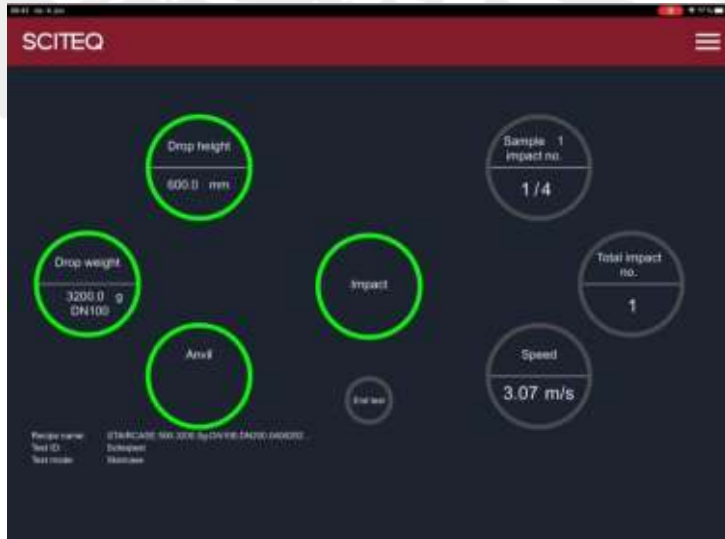 SCITEQ
Drop height
600.0 mm
Sample 1
impact no.
1/4
Drop weight
3200.0 g
DN100
Impact
Total impact
no.
1
Anvil
Speed
3.07 m/s
End test
Recipe name:
Test ID:
Test mode: Staircase